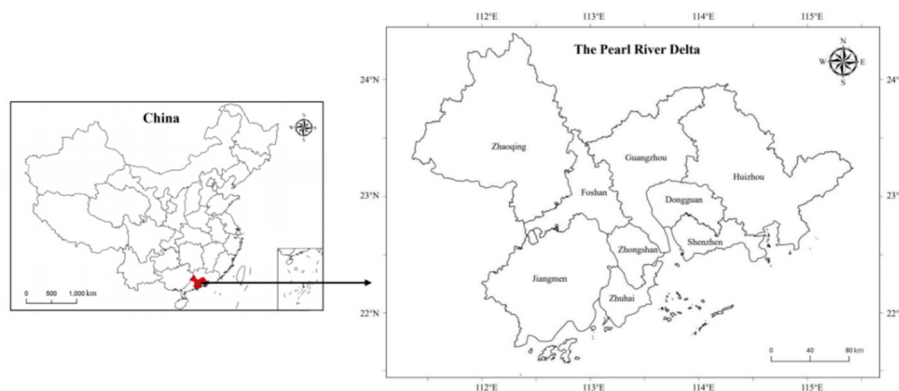 China
N
W E
S
0 500 1,000 km
112°E 113°E 114°E 115°E
The Pearl River Delta
N
W E
S
24°N 24°N
Zhaoqing
Guangzhou
Huizhou
Foshan
23°N 23°N
Dongguan
Shenzhen
Zhongshan
Jiangmen
Zhuhai
22°N 22°N
0 40 80 km
112°E 113°E 114°E 115°E